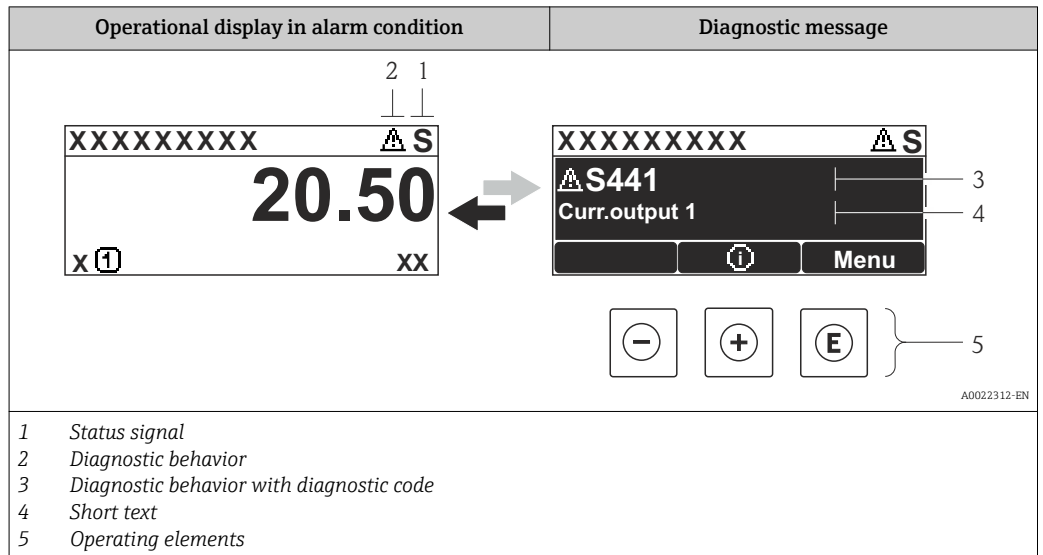 Operational display in alarm condition
Diagnostic message
2 1
XXXXXXXXX ⚠ S
20.50
X 1 XX
XXXXXXXXX ⚠ S
⚠S441
Curr.output 1
i Menu
3
4
− + E
5
A0022312-EN
1 Status signal
2 Diagnostic behavior
3 Diagnostic behavior with diagnostic code
4 Short text
5 Operating elements